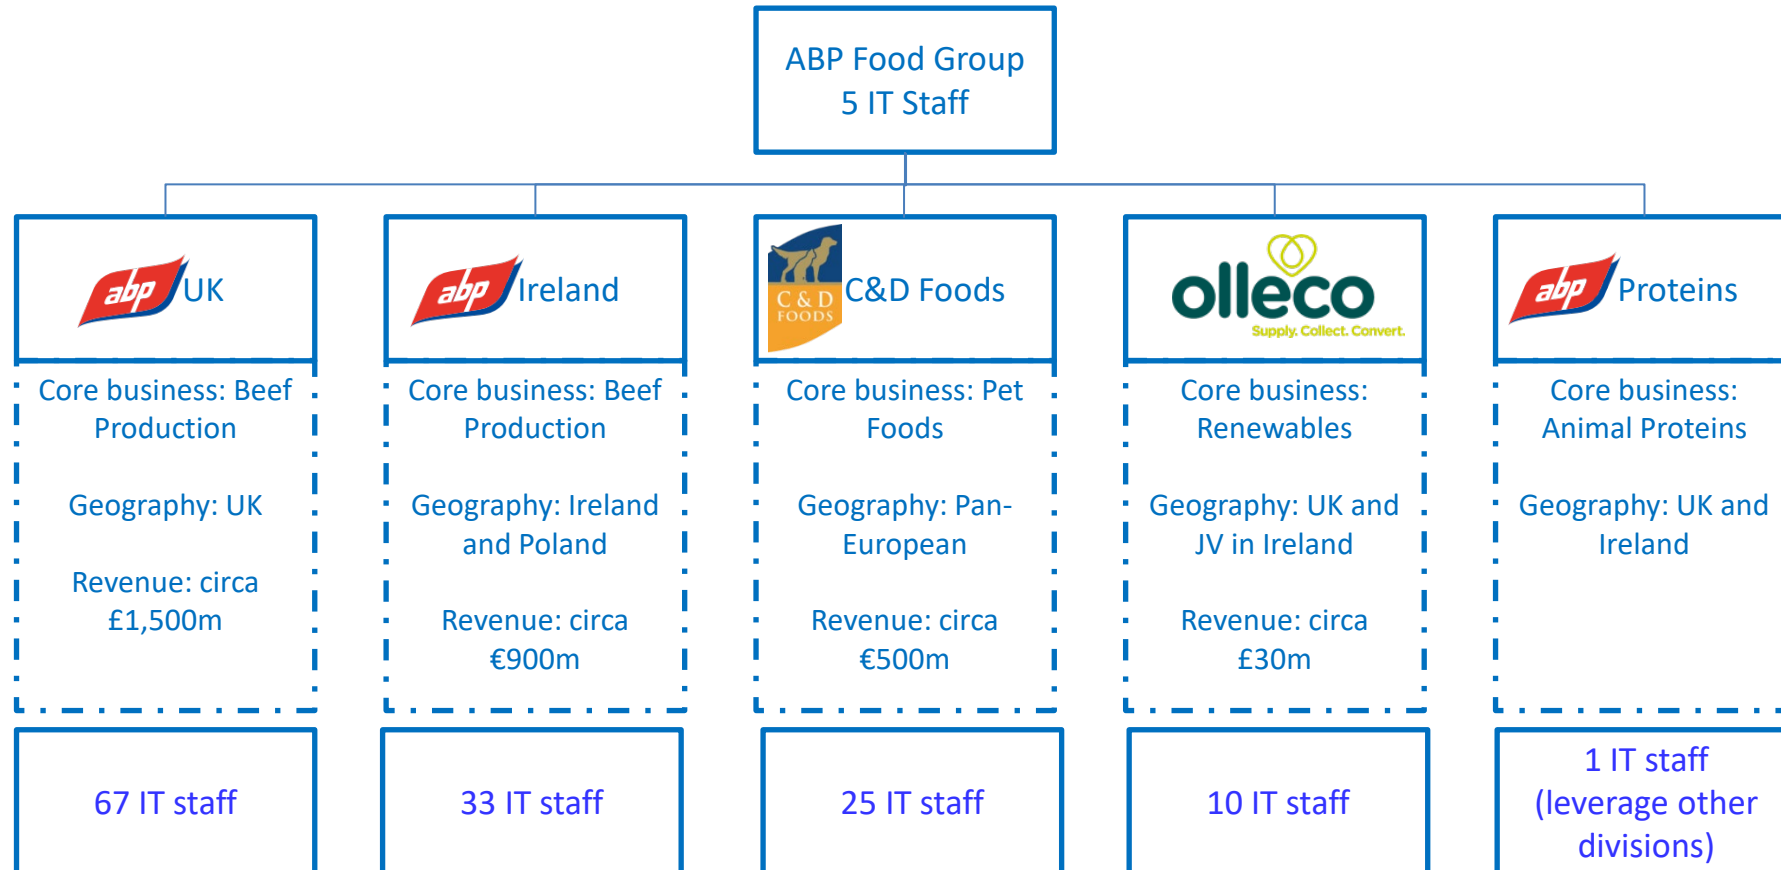 ABP Food Group
5 IT Staff
abp UK
abp Ireland
C & D
FOODS
C&D Foods
olleco
Supply. Collect. Convert.
abp Proteins
Core business: Beef
Production
Geography: UK
Revenue: circa
£1,500m
Core business: Beef
Production
Geography: Ireland
and Poland
Revenue: circa
€900m
Core business: Pet
Foods
Geography: Pan-
European
Revenue: circa
€500m
Core business:
Renewables
Geography: UK and
JV in Ireland
Revenue: circa
£30m
Core business:
Animal Proteins
Geography: UK and
Ireland
67 IT staff
33 IT staff
25 IT staff
10 IT staff
1 IT staff
(leverage other
divisions)